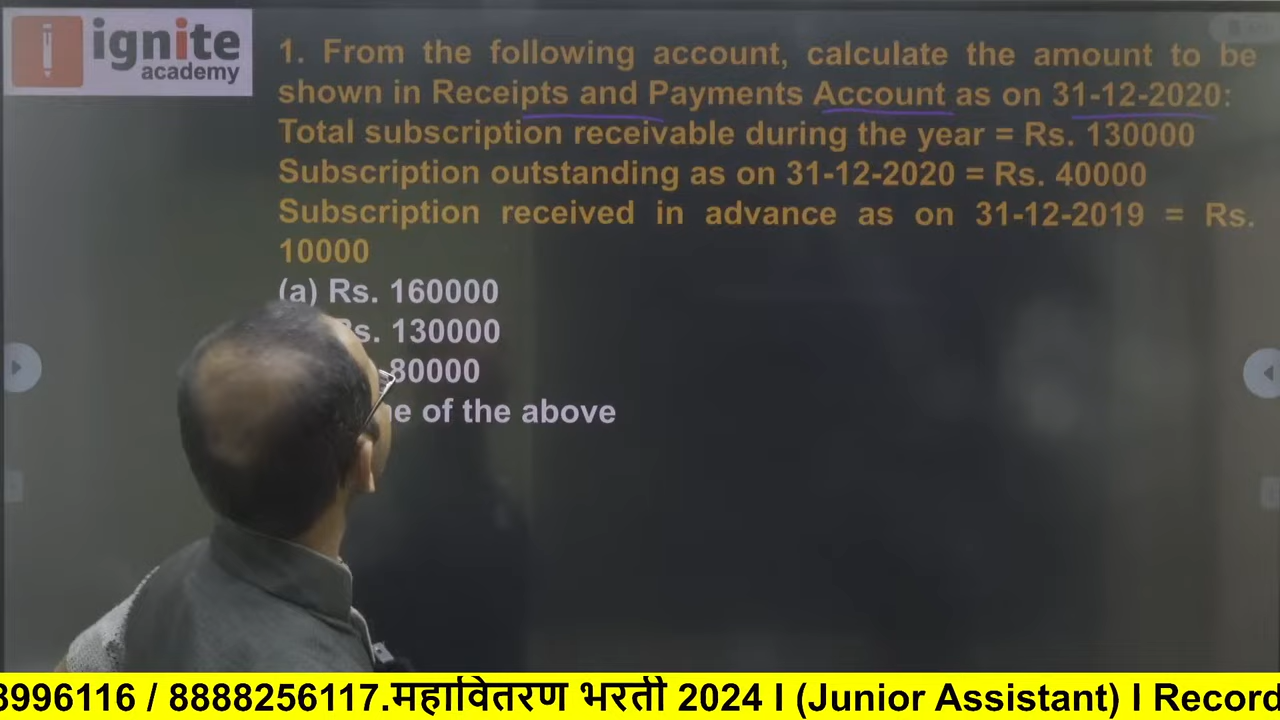 ignite
academy
1. From the following account, calculate the amount to be
shown in Receipts and Payments Account as on 31-12-2020:
Total subscription receivable during the year = Rs. 130000
Subscription outstanding as on 31-12-2020 = Rs. 40000
Subscription received in advance as on 31-12-2019 = Rs.
10000
(a) Rs. 160000
Rs. 130000
80000
of the above
8996116 / 8888256117.महावितरण भरती 2024 I (Junior Assistant) I Record